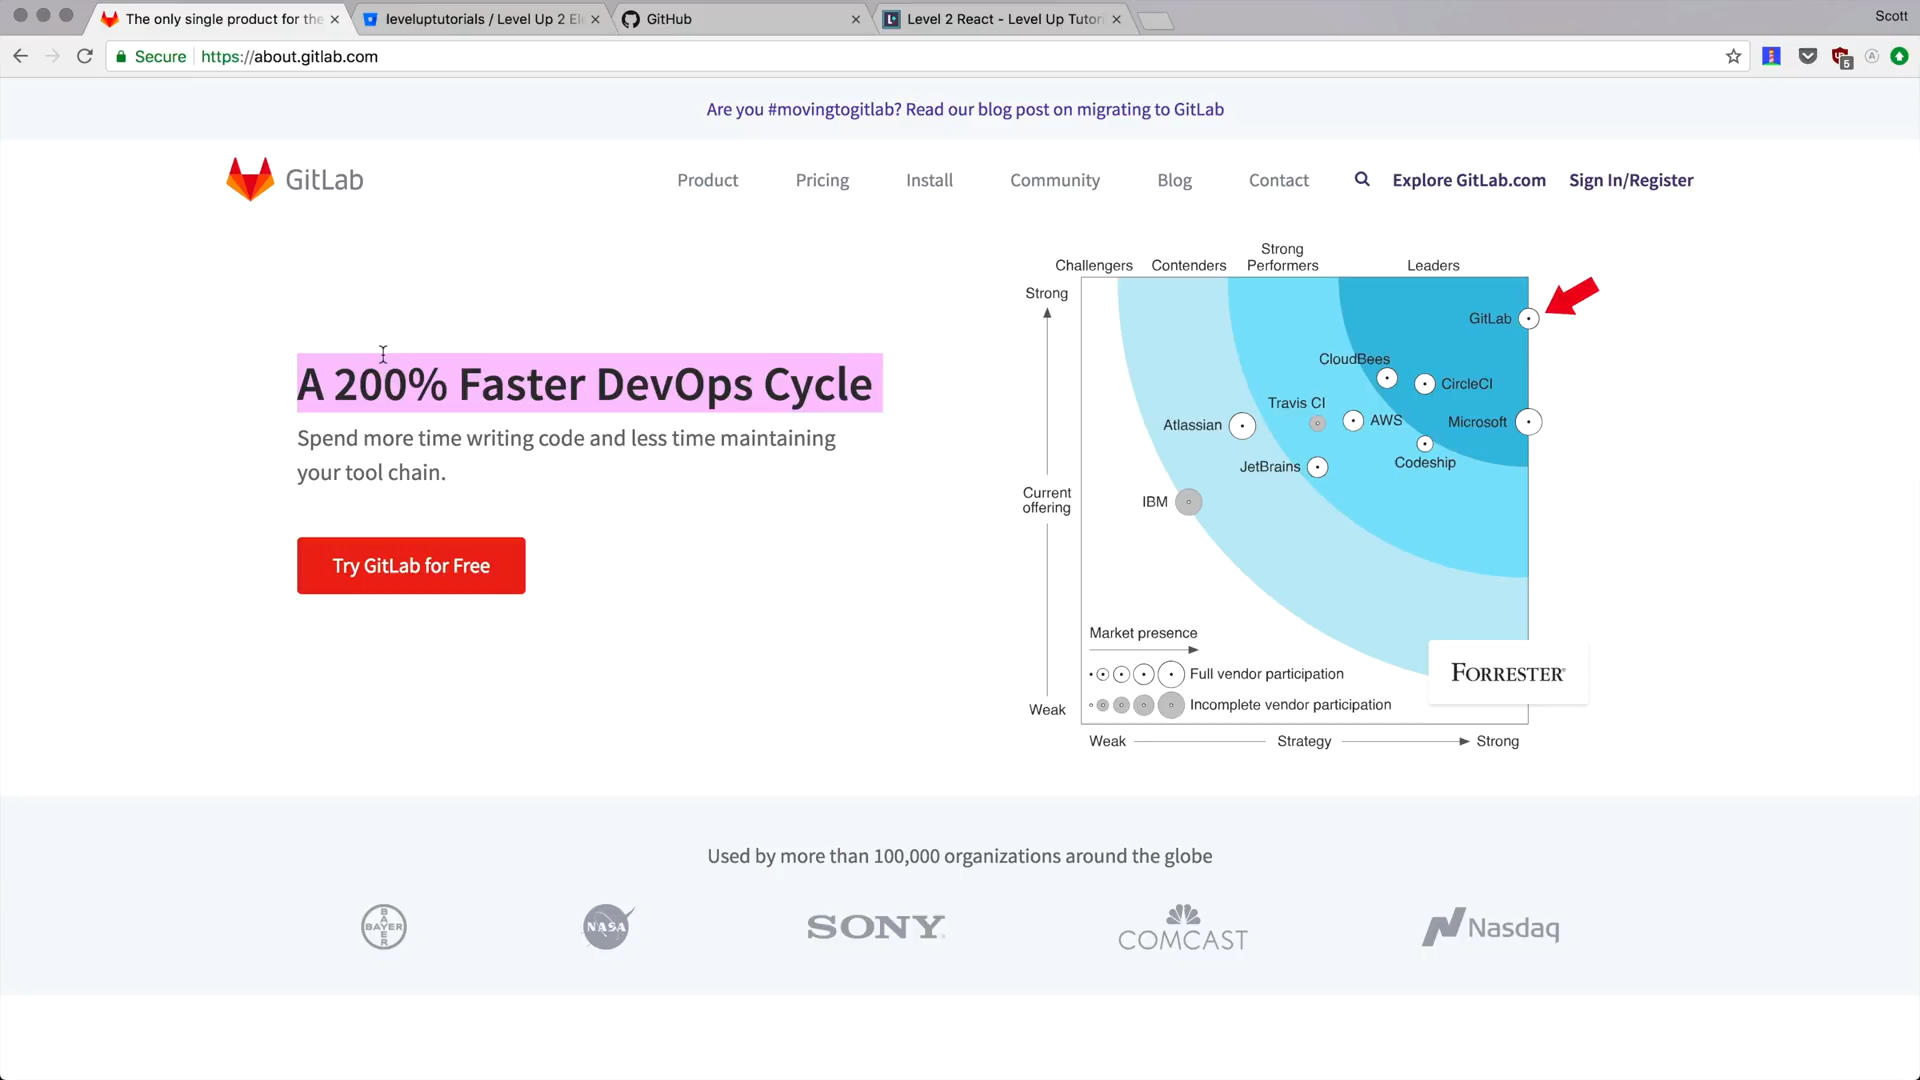 The only single product for the
leveluptutorials / Level Up 2 El
GitHub
Level 2 React - Level Up Tutori
Scott
Secure
https://about.gitlab.com
5
Are you #movingtogitlab? Read our blog post on migrating to GitLab
GitLab
Product
Pricing
Install
Community
Blog
Contact
Explore GitLab.com
Sign In/Register
A 200% Faster DevOps Cycle
Spend more time writing code and less time maintaining
your tool chain.
Try GitLab for Free
Challengers
Contenders
Strong
Performers
Leaders
Strong
GitLab
CloudBees
CircleCI
Travis CI
AWS
Microsoft
Atlassian
Codeship
JetBrains
IBM
Current
offering
Market presence
Full vendor participation
Incomplete vendor participation
FORRESTER
Weak
Weak
Strategy
Strong
Used by more than 100,000 organizations around the globe
BAYER
BAYER
NASA
SONY
COMCAST
Nasdaq